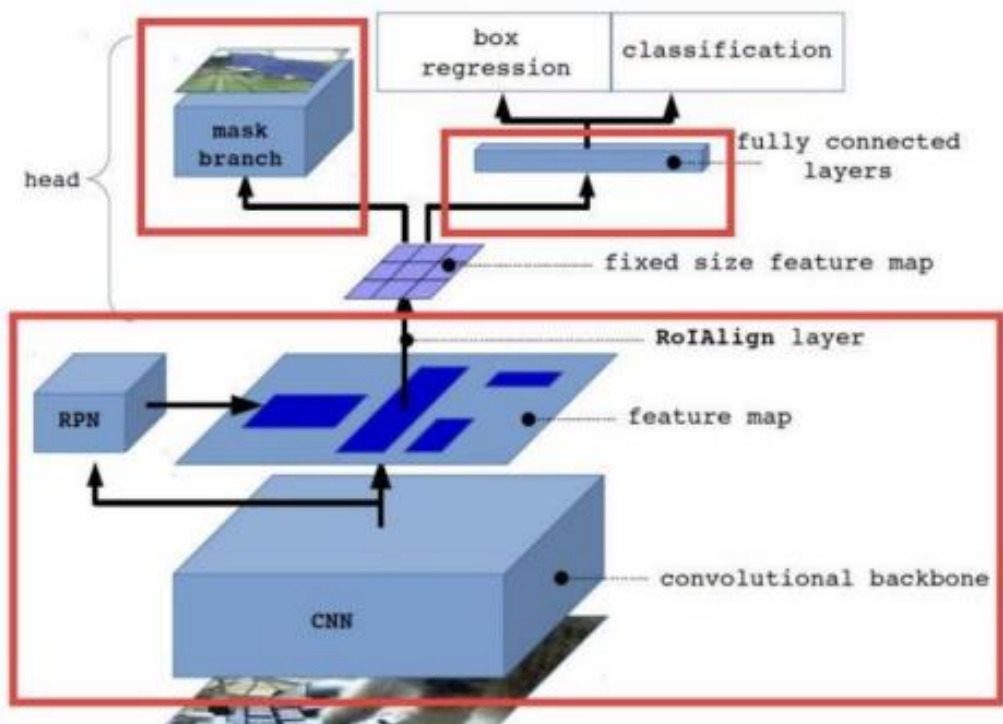 box
regression
classification
mask
branch
fully connected
layers
head
fixed size feature map
RoIAlign layer
RPN
feature map
convolutional backbone
CNN